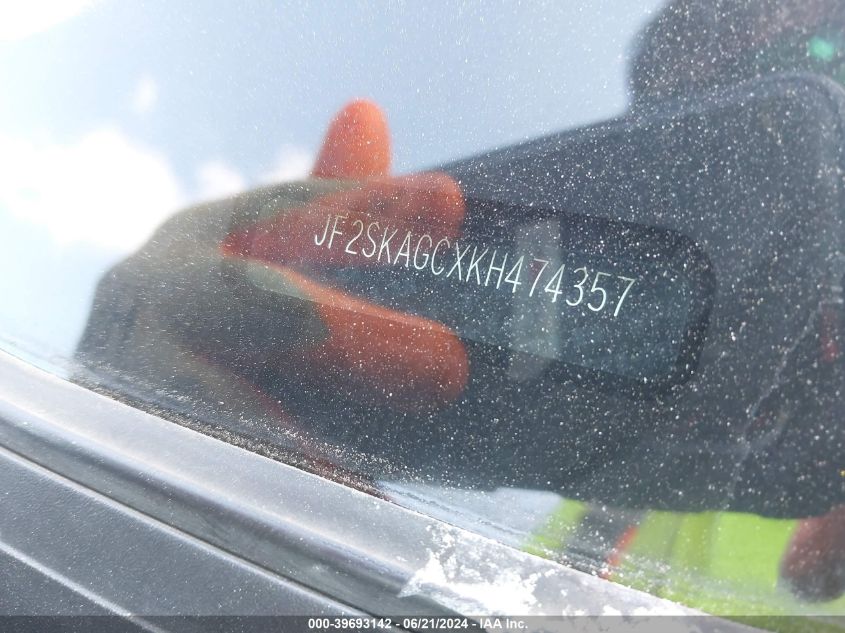 JF2SKAGCXKH474357
000-39693142 - 06/21/2024 - IAA Inc.